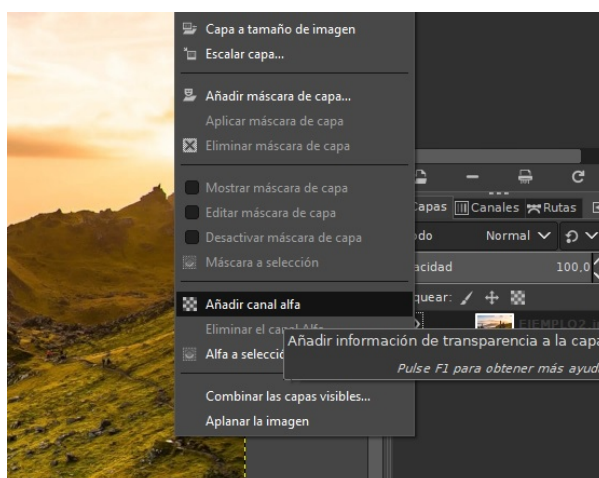 Capa a tamaño de imagen
Escalar capa...
Añadir máscara de capa...
Aplicar máscara de capa
Eliminar máscara de capa
Mostrar máscara de capa
Editar máscara de capa
Desactivar máscara de capa
Máscara a selección
Añadir canal alfa
Eliminar el canal Alfa
Alfa a selecció
Combinar las capas visibles...
Aplanar la imagen
apas Canales Rutas
do Normal
acidad 100,0
quear:
EJEMPLO2
Añadir información de transparencia a la capa
Pulse F1 para obtener más ayud